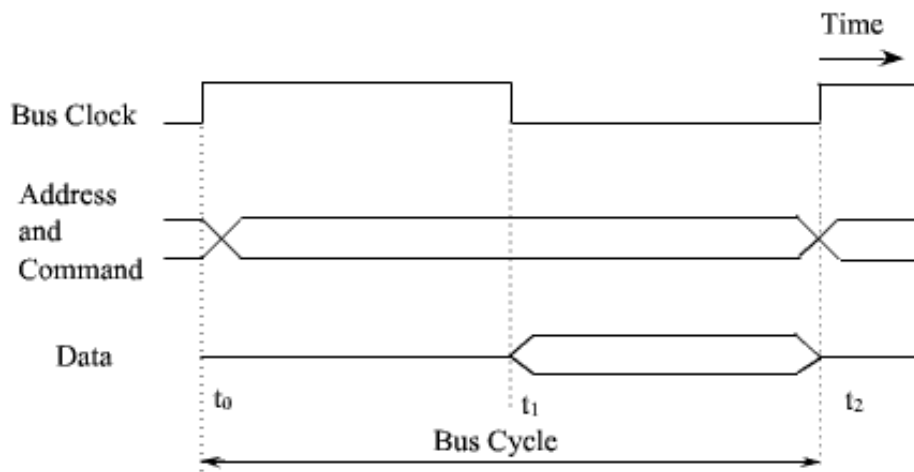 Time
Bus Clock
Address
and
Command
Data
t₀
t₁
t₂
Bus Cycle